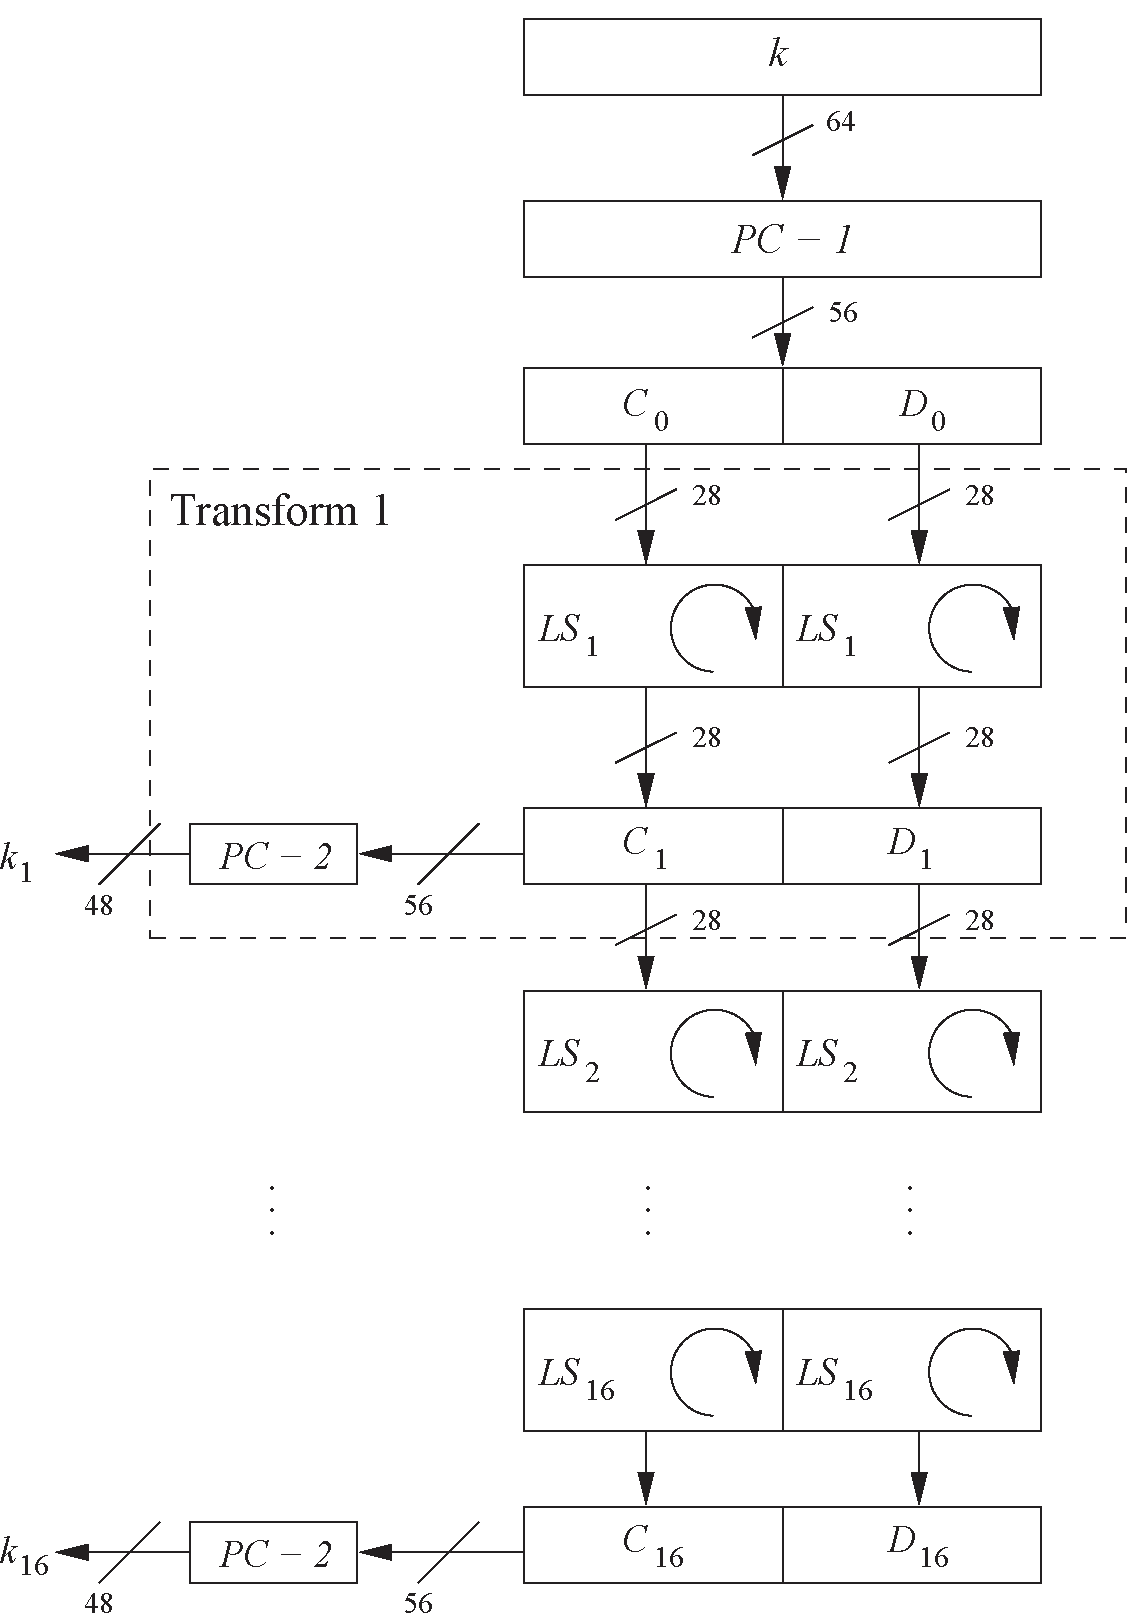 k
64
PC − 1
56
C0 D0
28 28
Transform 1
LS1 LS1
28 28
C1 D1
k1 PC − 2
48 56
28 28
LS2 LS2
LS16 LS16
C16 D16
k16 PC − 2
48 56